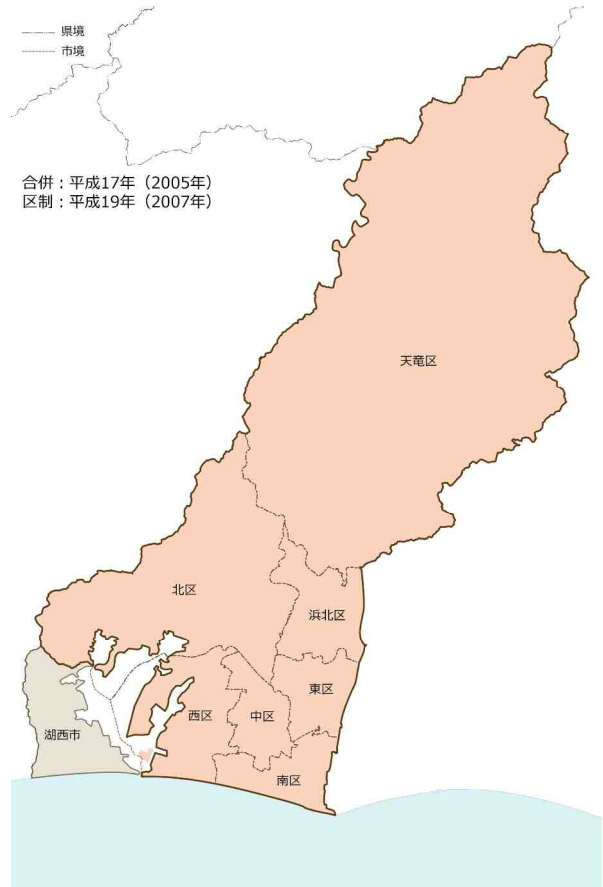 県境
市境
合併：平成17年（2005年）
区制：平成19年（2007年）
天竜区
北区
浜北区
東区
西区
中区
湖西市
南区